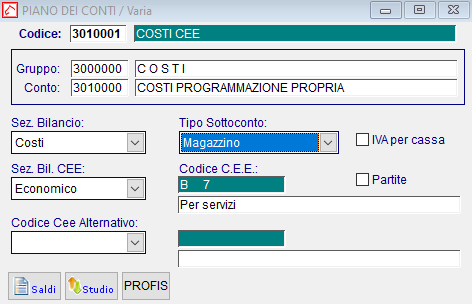 PIANO DEI CONTI / Varia
Codice: 3010001 COSTI CEE
Gruppo: 3000000 C O S T I
Conto: 3010000 COSTI PROGRAMMAZIONE PROPRIA
Sez. Bilancio: Tipo Sottoconto:
Costi Magazzino IVA per cassa
Sez. Bil. CEE: Codice C.E.E.:
Economico B 7 Partite
Per servizi
Codice Cee Alternativo:
Saldi Studio PROFIS